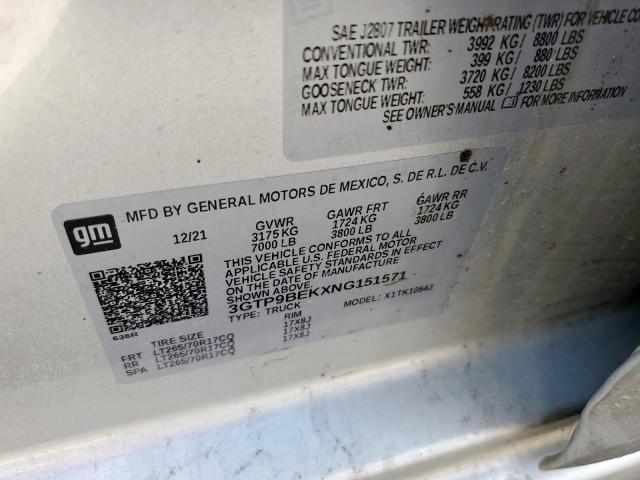 SAE J2807 TRAILER WEIGHT RATING (TWR) FOR VEHICLE
CONVENTIONAL TWR: 3992 KG/ 8800 LBS
MAX TONGUE WEIGHT: 399 KG/ 880 LBS
GOOSENECK TWR: 3720 KG/ 8200 LBS
MAX TONGUE WEIGHT: 558 KG/ 1230 LBS
SEE OWNER'S MANUAL FOR MORE INFORMATION
gm
MFD BY GENERAL MOTORS DE MEXICO, S. DE R.L. DE C.V.
12/21 GVWR GAWR FRT GAWR RR
3175 KG 1724 KG 1724 KG
7000 LB 3800 LB 3800 LB
THIS VEHICLE CONFORMS TO ALL
APPLICABLE U.S. FEDERAL MOTOR
VEHICLE SAFETY STANDARDS IN EFFECT
ON THE DATE OF MANUFACTURE
SHOWN ABOVE.
3GTP9BEKXNG151571
TYPE: TRUCK MODEL: X1TK10543
636R
TIRE SIZE RIM
FRT LT265/70R17CQ 17X8J
RR LT265/70R17CQ 17X8J
SPA LT265/70R17CQ 17X8J